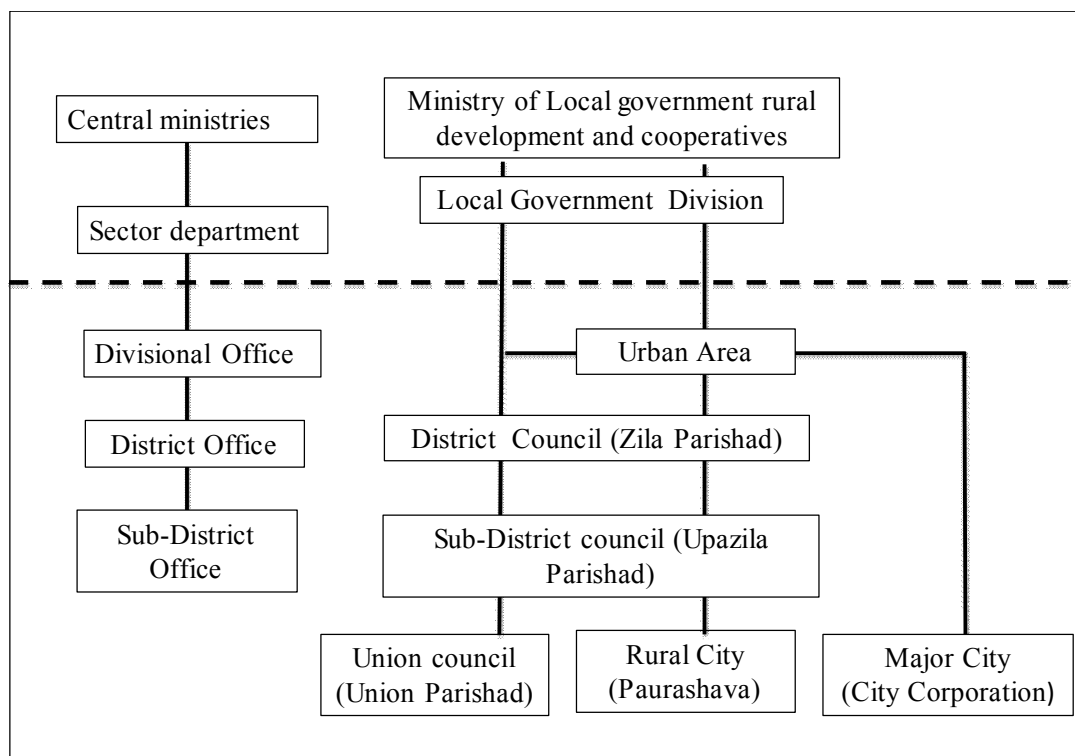 Central ministries
Sector department
Divisional Office
District Office
Sub-District
Office
Ministry of Local government rural
development and cooperatives
Local Government Division
Urban Area
District Council (Zila Parishad)
Sub-District council (Upazila
Parishad)
Union council
(Union Parishad)
Rural City
(Paurashava)
Major City
(City Corporation)